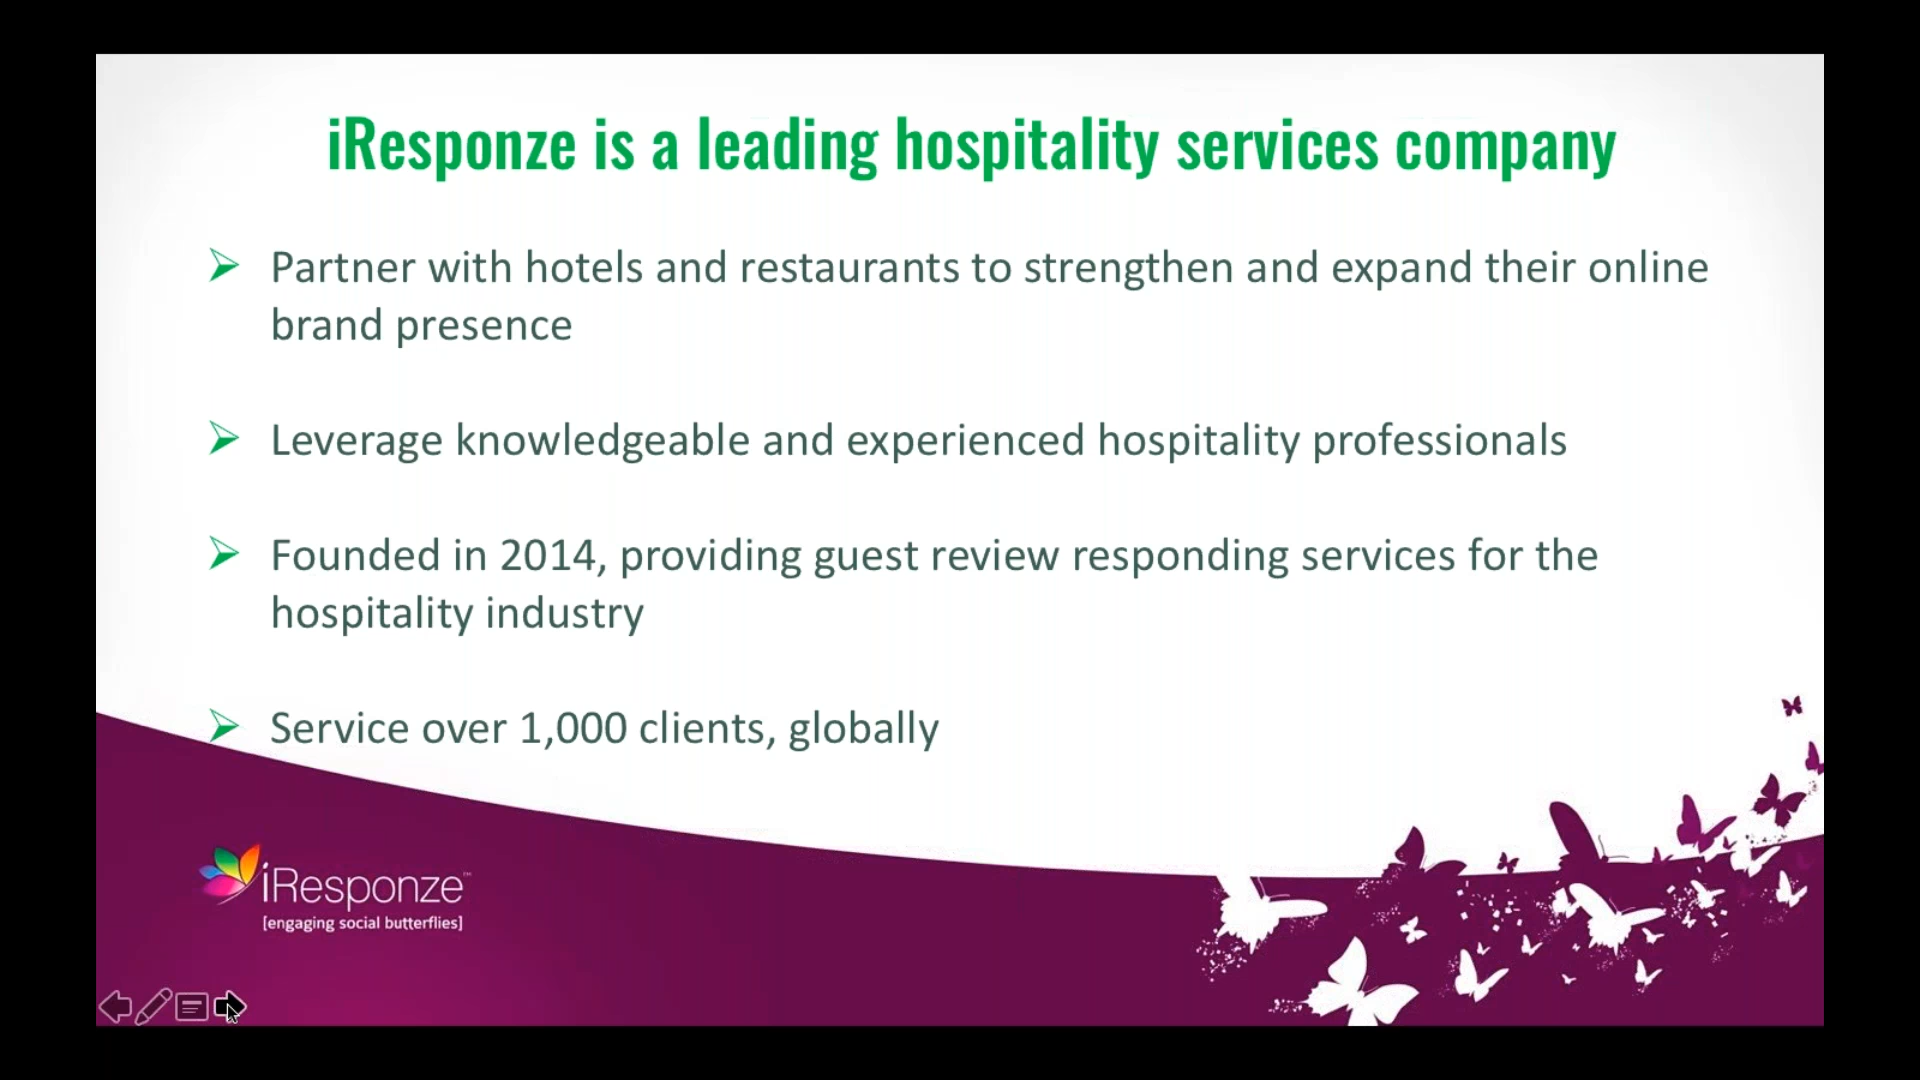 iResponze is a leading hospitality services company
Partner with hotels and restaurants to strengthen and expand their online
brand presence
Leverage knowledgeable and experienced hospitality professionals
Founded in 2014, providing guest review responding services for the
hospitality industry
Service over 1,000 clients, globally
iResponze™
[engaging social butterflies]